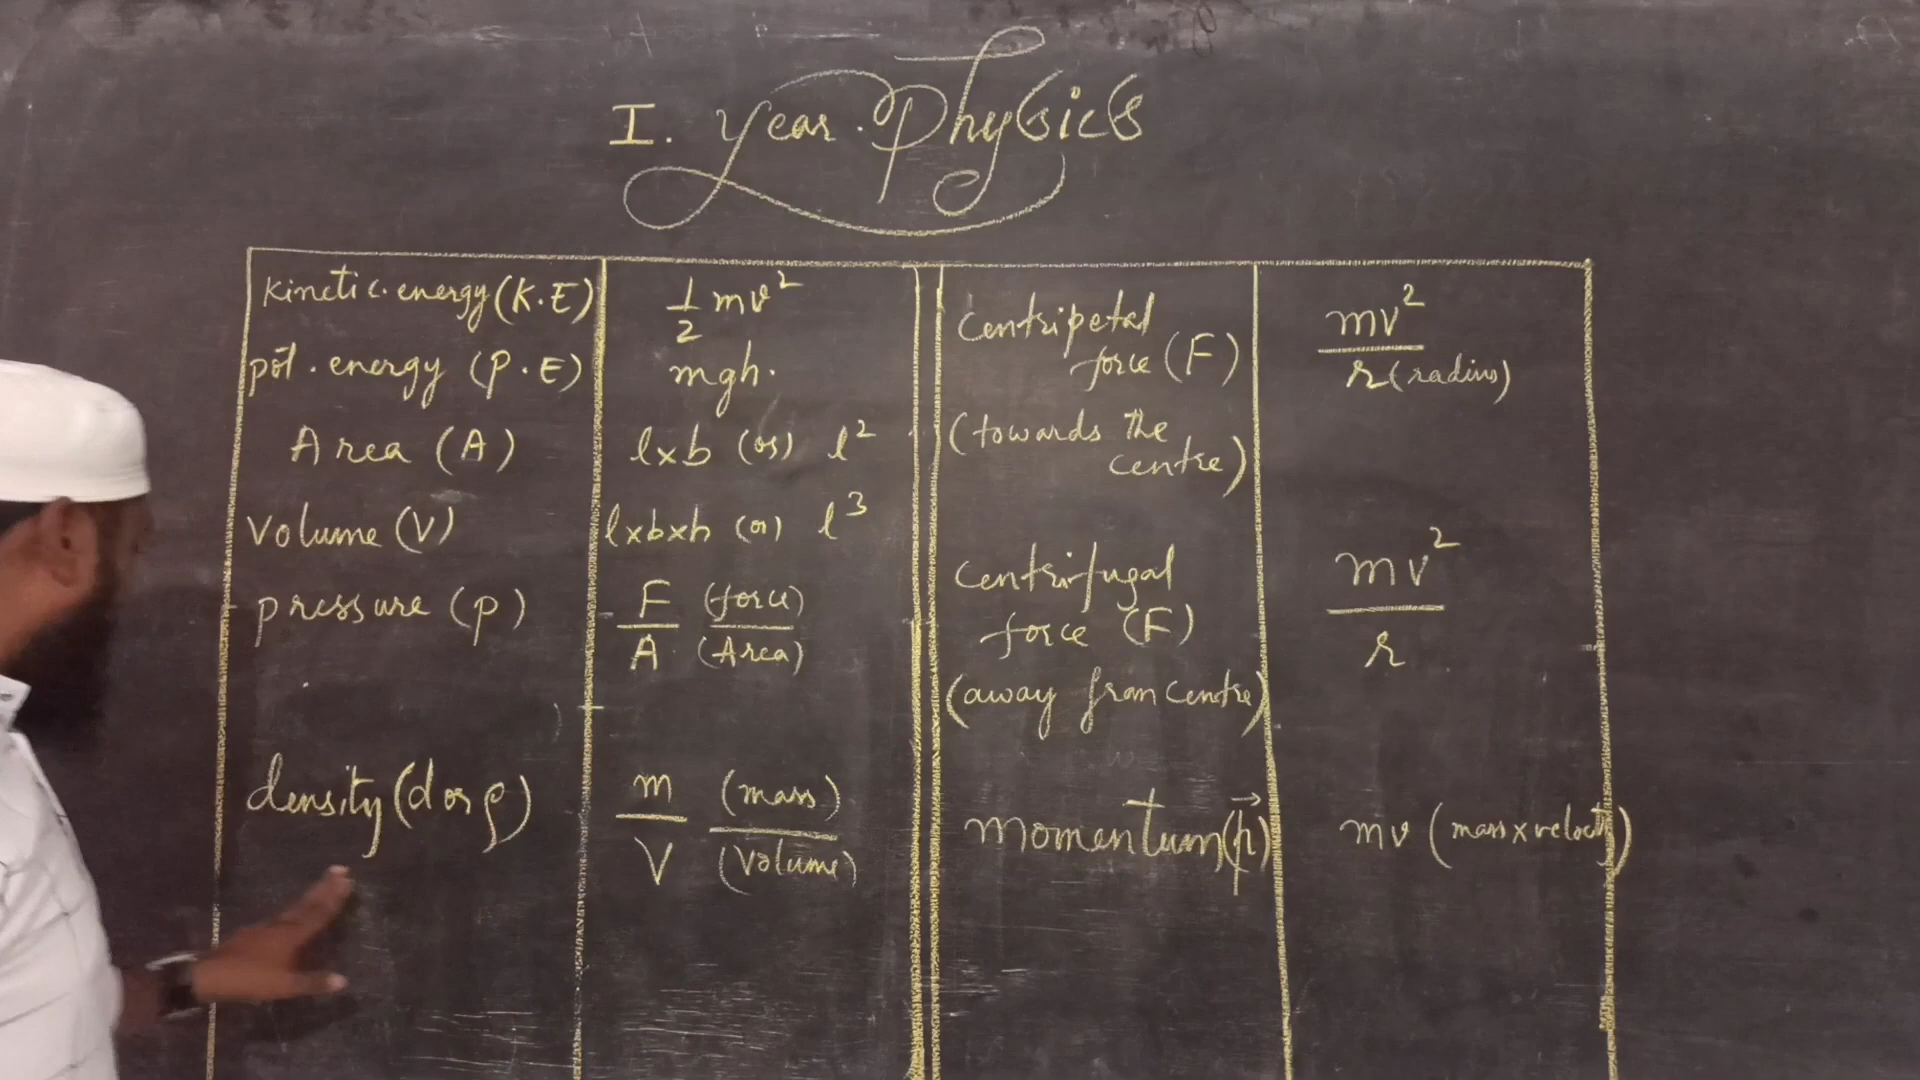 I. Year Physics
Kinetic energy (K.E) 1/2 mv²
pot. energy (P.E) mgh.
Area (A) l×b (or) l²
Volume (V) l×b×h (or) l³
pressure (p) F/A (force)/(Area)
density (d or ρ) m/V (mass)/(Volume)
Centripetal
force (F) mv²/r (radius)
(towards the
centre)
Centrifugal
force (F) mv²/r
(away from centre)
momentum (p⃗) mv (mass × velocity)